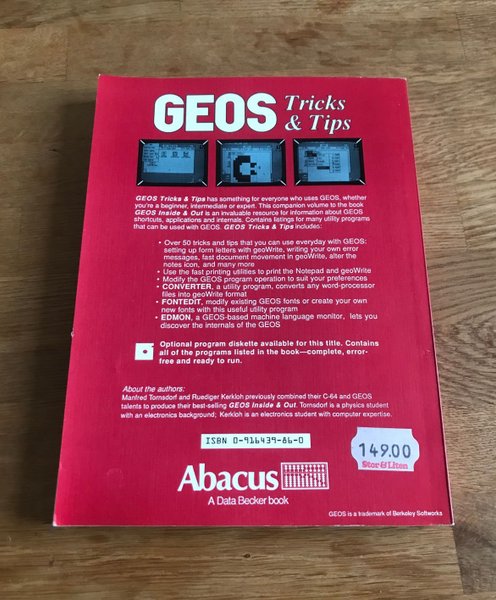 GEOS Tricks
& Tips
GEOS Tricks & Tips has something for everyone who uses GEOS, whether
you're a beginner, intermediate or expert. This companion volume to the book
GEOS Inside & Out is an invaluable resource for information about GEOS
shortcuts, applications and internals. Contains listings for many utility programs
that can be used with GEOS. GEOS Tricks & Tips includes:
• Over 50 tricks and tips that you can use everyday with GEOS:
setting up form letters with geoWrite, writing your own error
messages, fast document movement in geoWrite, alter the
notes icon, and many more
• Use the fast printing utilities to print the Notepad and geoWrite
• Modify the GEOS program operation to suit your preferences
• CONVERTER, a utility program, converts any word-processor
files into geoWrite format
• FONTEDIT, modify existing GEOS fonts or create your own
new fonts with this useful utility program
• EDMON, a GEOS-based machine language monitor, lets you
discover the internals of the GEOS
Optional program diskette available for this title. Contains
all of the programs listed in the book—complete, error-
free and ready to run.
About the authors:
Manfred Tornsdorf and Ruediger Kerkloh previously combined their C-64 and GEOS
talents to produce their best-selling GEOS Inside & Out. Tornsdorf is a physics student
with an electronics background; Kerkloh is an electronics student with computer expertise.
ISBN 0-916439-86-0
149.00
Stor&Liten
Abacus
A Data Becker book
GEOS is a trademark of Berkeley Softworks